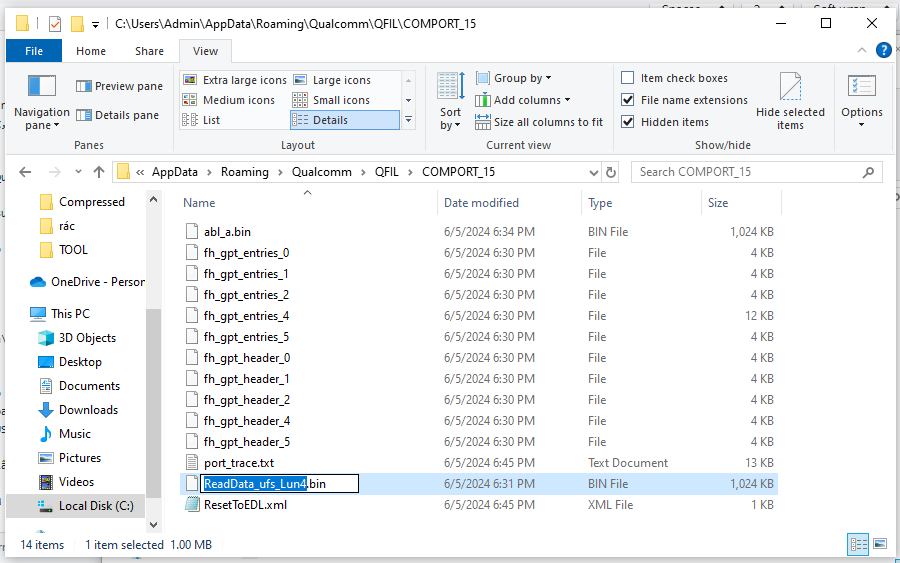 C:\Users\Admin\AppData\Roaming\Qualcomm\QFIL\COMPORT_15
File Home Share View
Navigation pane
Preview pane
Details pane
Panes
Extra large icons Large icons
Medium icons Small icons
List Details
Layout
Sort by
Group by
Add columns
Size all columns to fit
Current view
Item check boxes
File name extensions
Hidden items
Hide selected items
Show/hide
Options
« AppData > Roaming > Qualcomm > QFIL > COMPORT_15
Search COMPORT_15
Compressed
rác
TOOL
OneDrive - Person
This PC
3D Objects
Desktop
Documents
Downloads
Music
Pictures
Videos
Local Disk (C:)
Name Date modified Type Size
abl_a.bin 6/5/2024 6:34 PM BIN File 1,024 KB
fh_gpt_entries_0 6/5/2024 6:30 PM File 4 KB
fh_gpt_entries_1 6/5/2024 6:30 PM File 4 KB
fh_gpt_entries_2 6/5/2024 6:30 PM File 4 KB
fh_gpt_entries_4 6/5/2024 6:30 PM File 12 KB
fh_gpt_entries_5 6/5/2024 6:30 PM File 4 KB
fh_gpt_header_0 6/5/2024 6:30 PM File 4 KB
fh_gpt_header_1 6/5/2024 6:30 PM File 4 KB
fh_gpt_header_2 6/5/2024 6:30 PM File 4 KB
fh_gpt_header_4 6/5/2024 6:30 PM File 4 KB
fh_gpt_header_5 6/5/2024 6:30 PM File 4 KB
port_trace.txt 6/5/2024 6:45 PM Text Document 13 KB
ReadData_ufs_Lun4.bin 6/5/2024 6:31 PM BIN File 1,024 KB
ResetToEDL.xml 6/5/2024 6:45 PM XML File 1 KB
14 items 1 item selected 1.00 MB